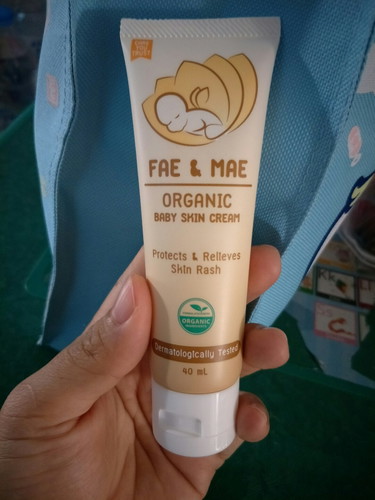 FAE & MAE
ORGANIC
BABY SKIN CREAM
Protects & Relieves
Skin Rash
ORGANIC
Dermatologically Tested
40 mL